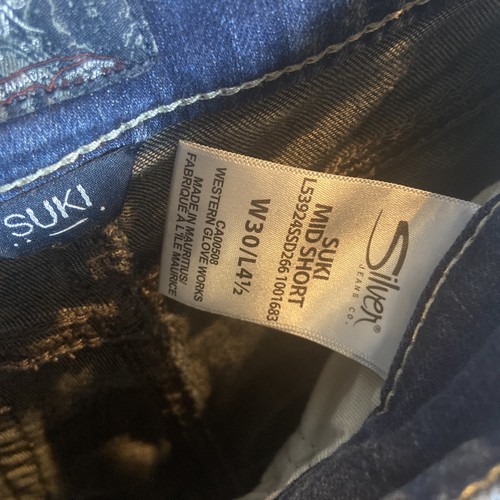 SUKI
Silver®
JEANS CO.
SUKI
MID SHORT
L53924SSD266 1001683
W30/L4½
CA00508
WESTERN GLOVE WORKS
MADE IN MAURITIUS/
FABRIQUÉ À L'ÎLE MAURICE